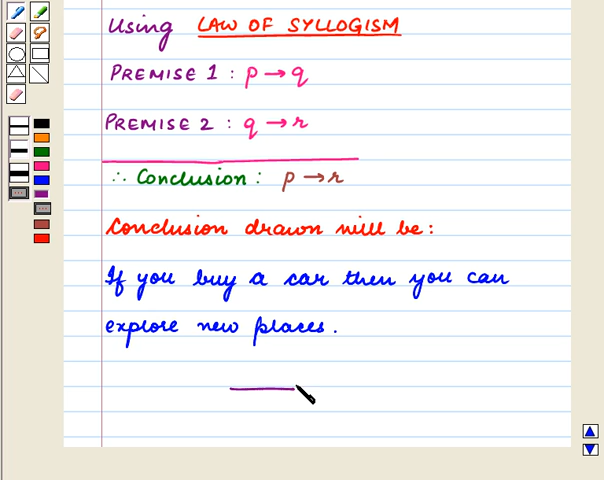 Using LAW OF SYLLOGISM
PREMISE 1 : p → q
PREMISE 2 : q → r
∴ Conclusion : p → r
Conclusion drawn will be :
If you buy a car then you can
explore new places.